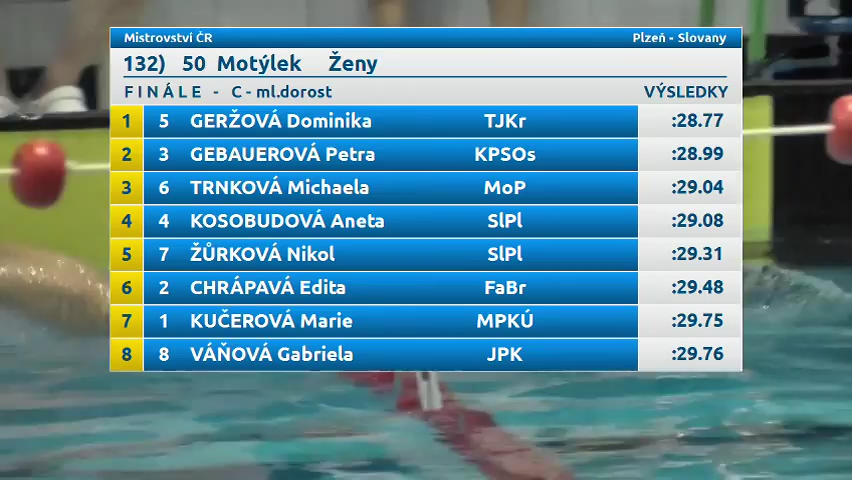 Mistrovství ČR Plzeň - Slovany
132) 50 Motýlek Ženy
FINÁLE - C - ml.dorost VÝSLEDKY
1 5 GERŽOVÁ Dominika TJKr :28.77
2 3 GEBAUEROVÁ Petra KPSOs :28.99
3 6 TRNKOVÁ Michaela MoP :29.04
4 4 KOSOBUDOVÁ Aneta SlPl :29.08
5 7 ŽŮRKOVÁ Nikol SlPl :29.31
6 2 CHRÁPAVÁ Edita FaBr :29.48
7 1 KUČEROVÁ Marie MPKÚ :29.75
8 8 VÁŇOVÁ Gabriela JPK :29.76